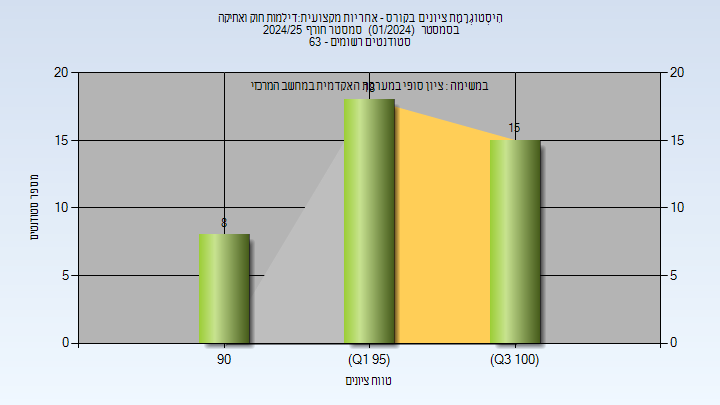 היסטוגרמת ציונים בקורס - אחריות מקצועית:דילמות חוק ואתיקה
בסמסטר (01/2024) סמסטר חורף 2024/25
סטודנטים רשומים - 63
במשימה : ציון סופי במערכת האקדמית במחשב המרכזי
20 20
18
15
15 15
10 10
8
5 5
0 0
מספר סטודנטים
90 (Q1 95) (Q3 100)
טווח ציונים